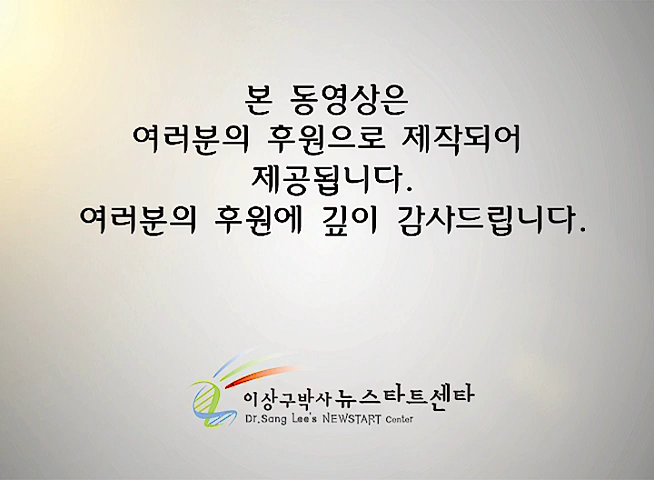 본 동영상은
여러분의 후원으로 제작되어
제공됩니다.
여러분의 후원에 깊이 감사드립니다.
이상구박사 뉴스타트센타
Dr.Sang Lee's NEWSTART Center